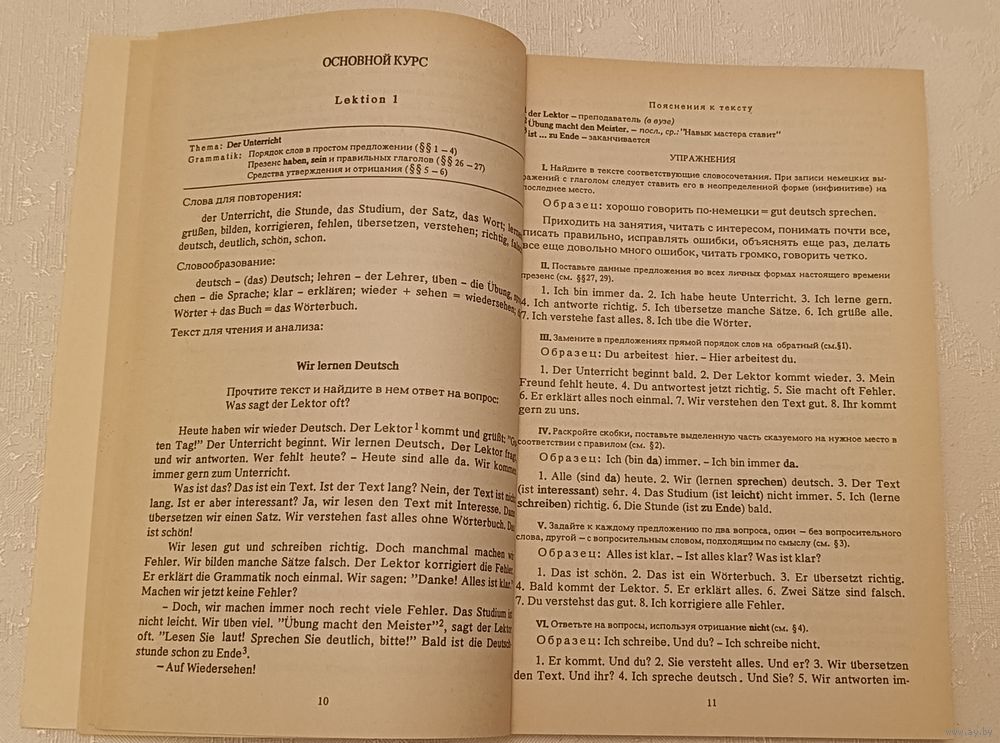 ОСНОВНОЙ КУРС
Lektion 1
Thema: Der Unterricht
Grammatik: Порядок слов в простом предложении (§§ 1 – 4)
Презенс haben, sein и правильных глаголов (§§ 26 – 27)
Средства утверждения и отрицания (§§ 5 – 6)
Слова для повторения:
der Unterricht, die Stunde, das Studium, der Satz, das Wort; lernen,
grüßen, bilden, korrigieren, fehlen, übersetzen, verstehen; richtig,
deutsch, deutlich, schön, schon.
Словообразование:
deutsch – (das) Deutsch; lehren – der Lehrer, üben – die Übung,
chen – die Sprache; klar – erklären; wieder + sehen = wiedersehen;
Wörter + das Buch = das Wörterbuch.
Текст для чтения и анализа:
Wir lernen Deutsch
Прочтите текст и найдите в нем ответ на вопрос:
Was sagt der Lektor oft?
Heute haben wir wieder Deutsch. Der Lektor¹ kommt und grüßt:
ten Tag!" Der Unterricht beginnt. Wir lernen Deutsch. Der Lektor
und wir antworten. Wer fehlt heute? – Heute sind alle da. Wir kommen
immer gern zum Unterricht.
Was ist das? Das ist ein Text. Ist der Text lang? Nein, der Text ist nicht
lang. Ist er aber interessant? Ja, wir lesen den Text mit Interesse.
übersetzen wir einen Satz. Wir verstehen fast alles ohne Wörterbuch.
ist schön!
Wir lesen gut und schreiben richtig. Doch manchmal machen wir
Fehler. Wir bilden manche Sätze falsch. Der Lektor korrigiert die Fehler.
Er erklärt die Grammatik noch einmal. Wir sagen: "Danke! Alles ist klar."
Machen wir jetzt keine Fehler?
– Doch, wir machen immer noch recht viele Fehler. Das Studium ist
nicht leicht. Wir üben viel. "Übung macht den Meister"², sagt der Lektor
oft. "Lesen Sie laut! Sprechen Sie deutlich, bitte!" Bald ist die Deutsch-
stunde schon zu Ende³.
– Auf Wiedersehen!
10
Пояснения к тексту
der Lektor – преподаватель (в вузе)
Übung macht den Meister. – посл., ср.: "Навык мастера ставит"
ist ... zu Ende – заканчивается
УПРАЖНЕНИЯ
I. Найдите в тексте соответствующие словосочетания. При записи немецких вы-
ражений с глаголом следует ставить его в неопределенной форме (инфинитиве) на
последнее место.
Образец: хорошо говорить по-немецки = gut deutsch sprechen.
Приходить на занятия, читать с интересом, понимать почти все,
писать правильно, исправлять ошибки, объяснять еще раз, делать
все еще довольно много ошибок, читать громко, говорить четко.
II. Поставьте данные предложения во всех личных формах настоящего времени
презенс (см. §§27, 29).
1. Ich bin immer da. 2. Ich habe heute Unterricht. 3. Ich lerne gern.
4. Ich antworte richtig. 5. Ich übersetze manche Sätze. 6. Ich grüße alle.
7. Ich verstehe fast alles. 8. Ich übe die Wörter.
III. Замените в предложениях прямой порядок слов на обратный (см.§1).
Образец: Du arbeitest hier. – Hier arbeitest du.
1. Der Unterricht beginnt bald. 2. Der Lektor kommt wieder. 3. Mein
Freund fehlt heute. 4. Du antwortest jetzt richtig. 5. Sie macht oft Fehler.
6. Er erklärt alles noch einmal. 7. Wir verstehen den Text gut. 8. Ihr kommt
gern zu uns.
IV. Раскройте скобки, поставьте выделенную часть сказуемого на нужное место в
соответствии с правилом (см. §2).
Образец: Ich (bin da) immer. – Ich bin immer da.
1. Alle (sind da) heute. 2. Wir (lernen sprechen) deutsch. 3. Der Text
(ist interessant) sehr. 4. Das Studium (ist leicht) nicht immer. 5. Ich (lerne
schreiben) richtig. 6. Die Stunde (ist zu Ende) bald.
V. Задайте к каждому предложению по два вопроса, один – без вопросительного
слова, другой – с вопросительным словом, подходящим по смыслу (см. §3).
Образец: Alles ist klar. – Ist alles klar? Was ist klar?
1. Das ist schön. 2. Das ist ein Wörterbuch. 3. Er übersetzt richtig.
4. Bald kommt der Lektor. 5. Er erklärt alles. 6. Zwei Sätze sind falsch.
7. Du verstehst das gut. 8. Ich korrigiere alle Fehler.
VI. Ответьте на вопросы, используя отрицание nicht (см. §4).
Образец: Ich schreibe. Und du? – Ich schreibe nicht.
1. Er kommt. Und du? 2. Sie versteht alles. Und er? 3. Wir übersetzen
den Text. Und ihr? 4. Ich spreche deutsch. Und Sie? 5. Wir antworten im-
11
www.ay.by